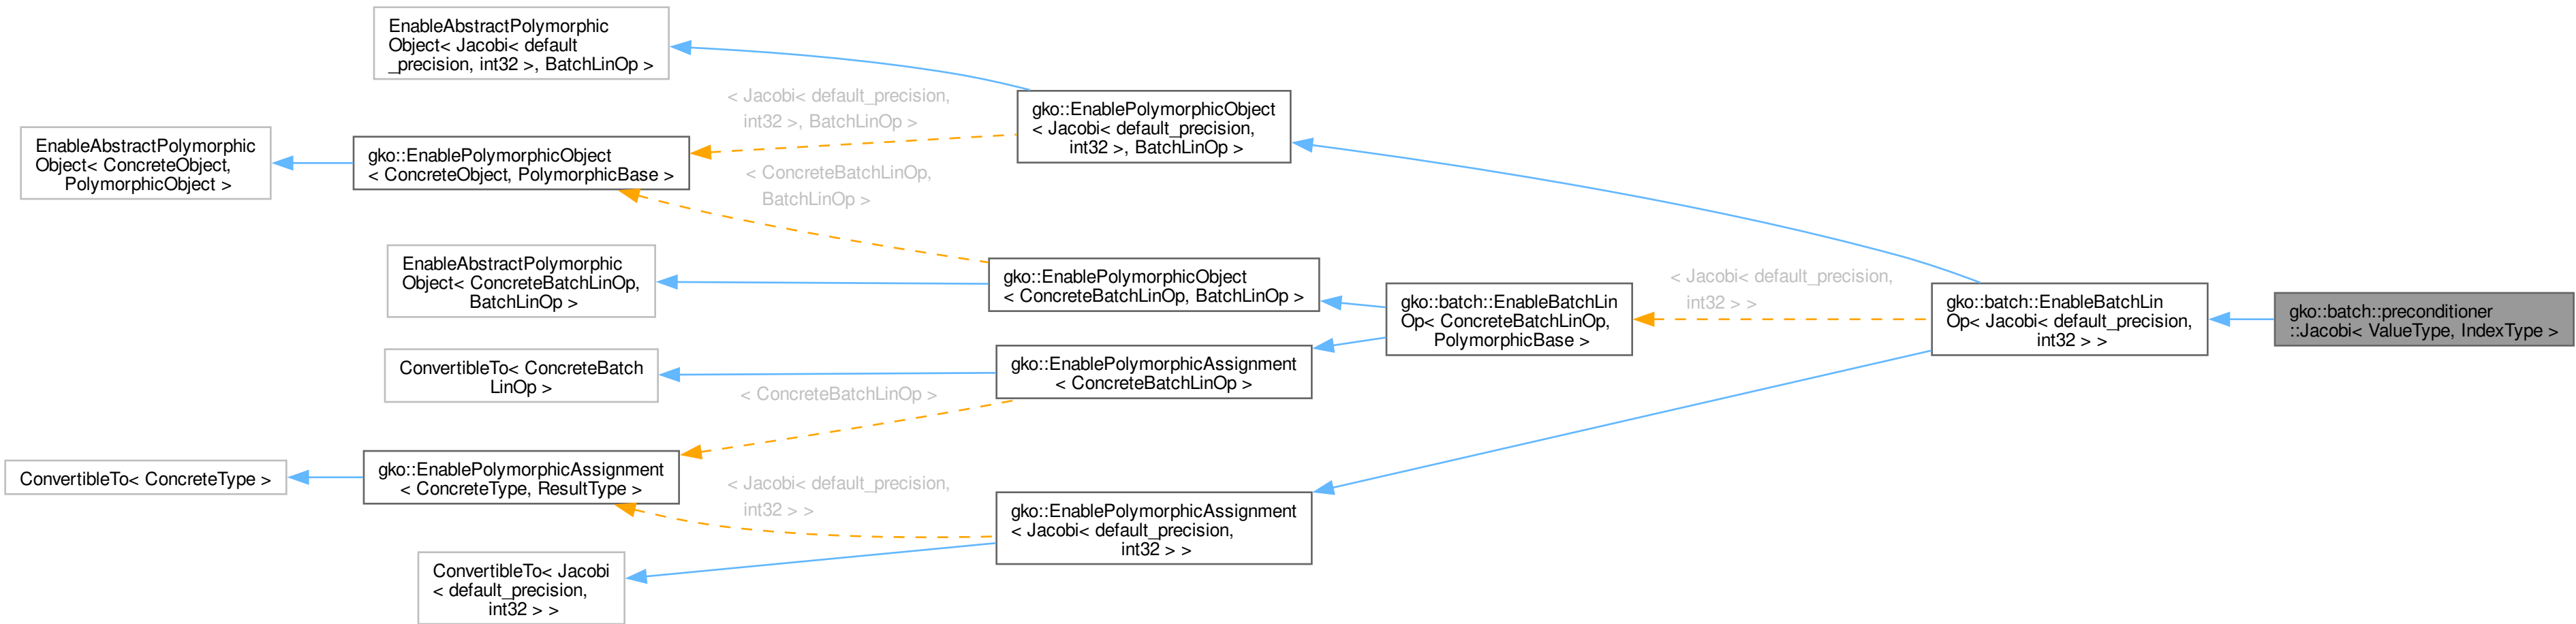 EnableAbstractPolymorphic
Object< Jacobi< default
_precision, int32 >, BatchLinOp >
EnableAbstractPolymorphic
Object< ConcreteObject,
PolymorphicObject >
gko::EnablePolymorphicObject
< ConcreteObject, PolymorphicBase >
< Jacobi< default_precision,
int32 >, BatchLinOp >
< ConcreteBatchLinOp,
BatchLinOp >
gko::EnablePolymorphicObject
< Jacobi< default_precision,
int32 >, BatchLinOp >
EnableAbstractPolymorphic
Object< ConcreteBatchLinOp,
BatchLinOp >
gko::EnablePolymorphicObject
< ConcreteBatchLinOp, BatchLinOp >
ConvertibleTo< ConcreteBatch
LinOp >
gko::EnablePolymorphicAssignment
< ConcreteBatchLinOp >
< ConcreteBatchLinOp >
gko::batch::EnableBatchLin
Op< ConcreteBatchLinOp,
PolymorphicBase >
< Jacobi< default_precision,
int32 > >
gko::batch::EnableBatchLin
Op< Jacobi< default_precision,
int32 > >
gko::batch::preconditioner
::Jacobi< ValueType, IndexType >
ConvertibleTo< ConcreteType >
gko::EnablePolymorphicAssignment
< ConcreteType, ResultType >
< Jacobi< default_precision,
int32 > >
gko::EnablePolymorphicAssignment
< Jacobi< default_precision,
int32 > >
ConvertibleTo< Jacobi
< default_precision,
int32 > >